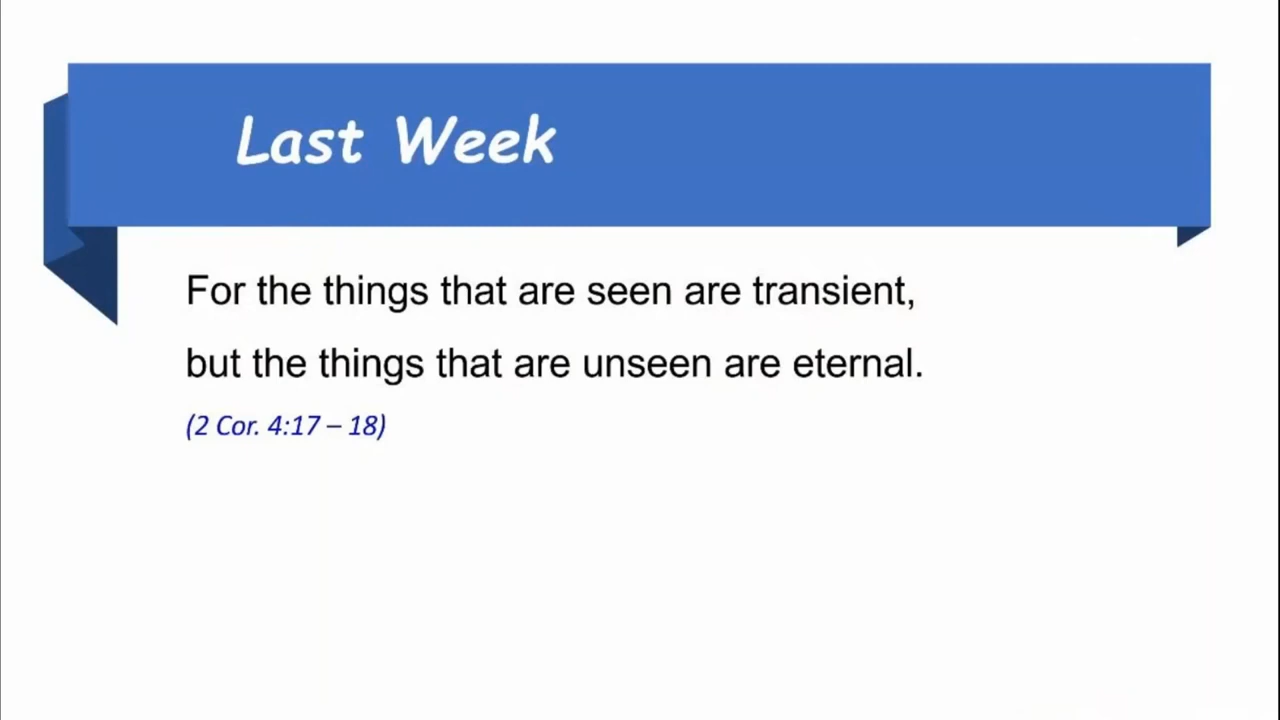 Last Week
For the things that are seen are transient,
but the things that are unseen are eternal.
(2 Cor. 4:17 – 18)